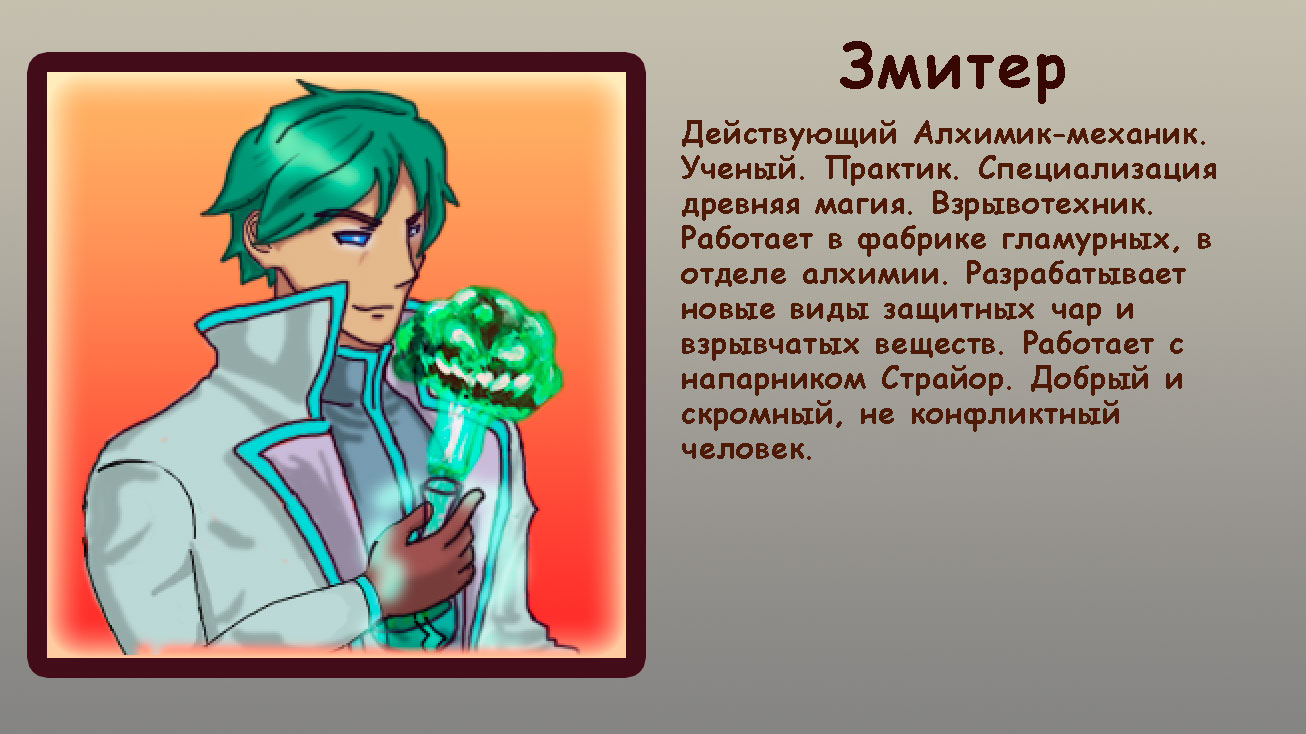 Змитер
Действующий Алхимик-механик.
Ученый. Практик. Специализация
древняя магия. Взрывотехник.
Работает в фабрике гламурных, в
отделе алхимии. Разрабатывает
новые виды защитных чар и
взрывчатых веществ. Работает с
напарником Страйор. Добрый и
скромный, не конфликтный
человек.